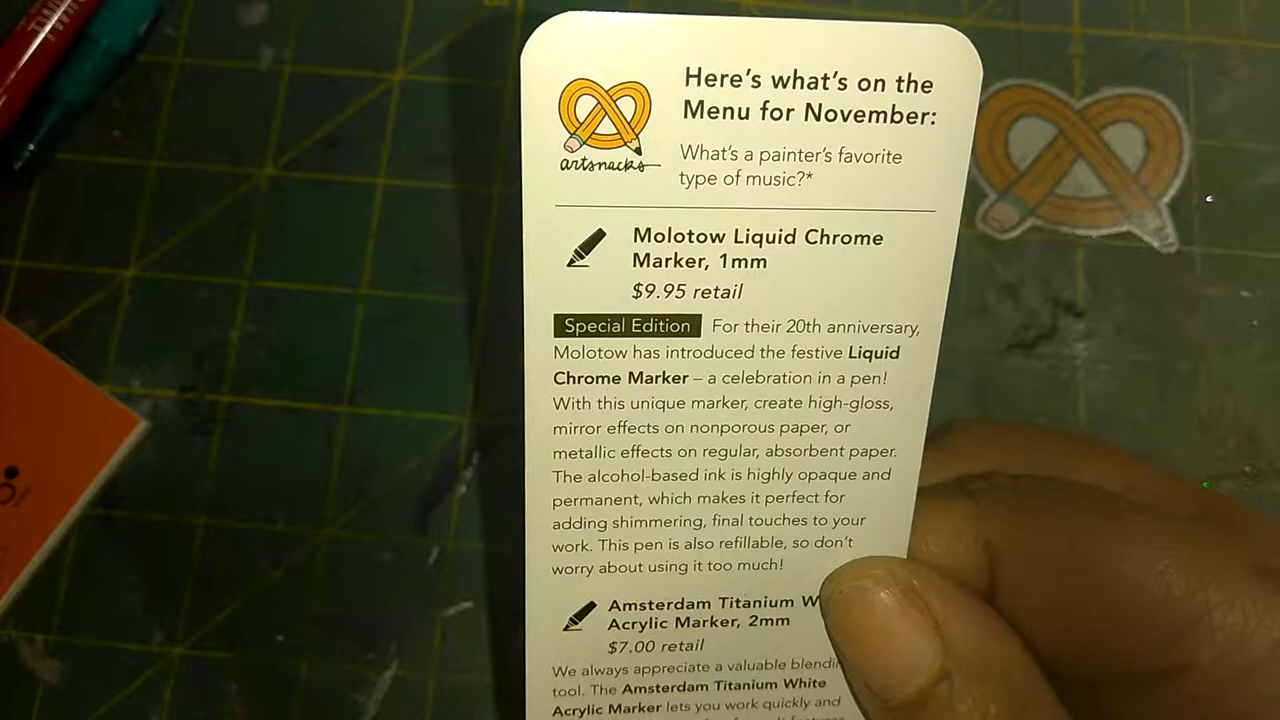 Here's what's on the
Menu for November:
artsnacks
What's a painter's favorite
type of music?*
Molotow Liquid Chrome
Marker, 1mm
$9.95 retail
Special Edition For their 20th anniversary,
Molotow has introduced the festive Liquid
Chrome Marker – a celebration in a pen!
With this unique marker, create high-gloss,
mirror effects on nonporous paper, or
metallic effects on regular, absorbent paper.
The alcohol-based ink is highly opaque and
permanent, which makes it perfect for
adding shimmering, final touches to your
work. This pen is also refillable, so don't
worry about using it too much!
Amsterdam Titanium
Acrylic Marker, 2mm
$7.00 retail
We always appreciate a valuable
tool. The Amsterdam Titanium White
Acrylic Marker lets you work quickly and